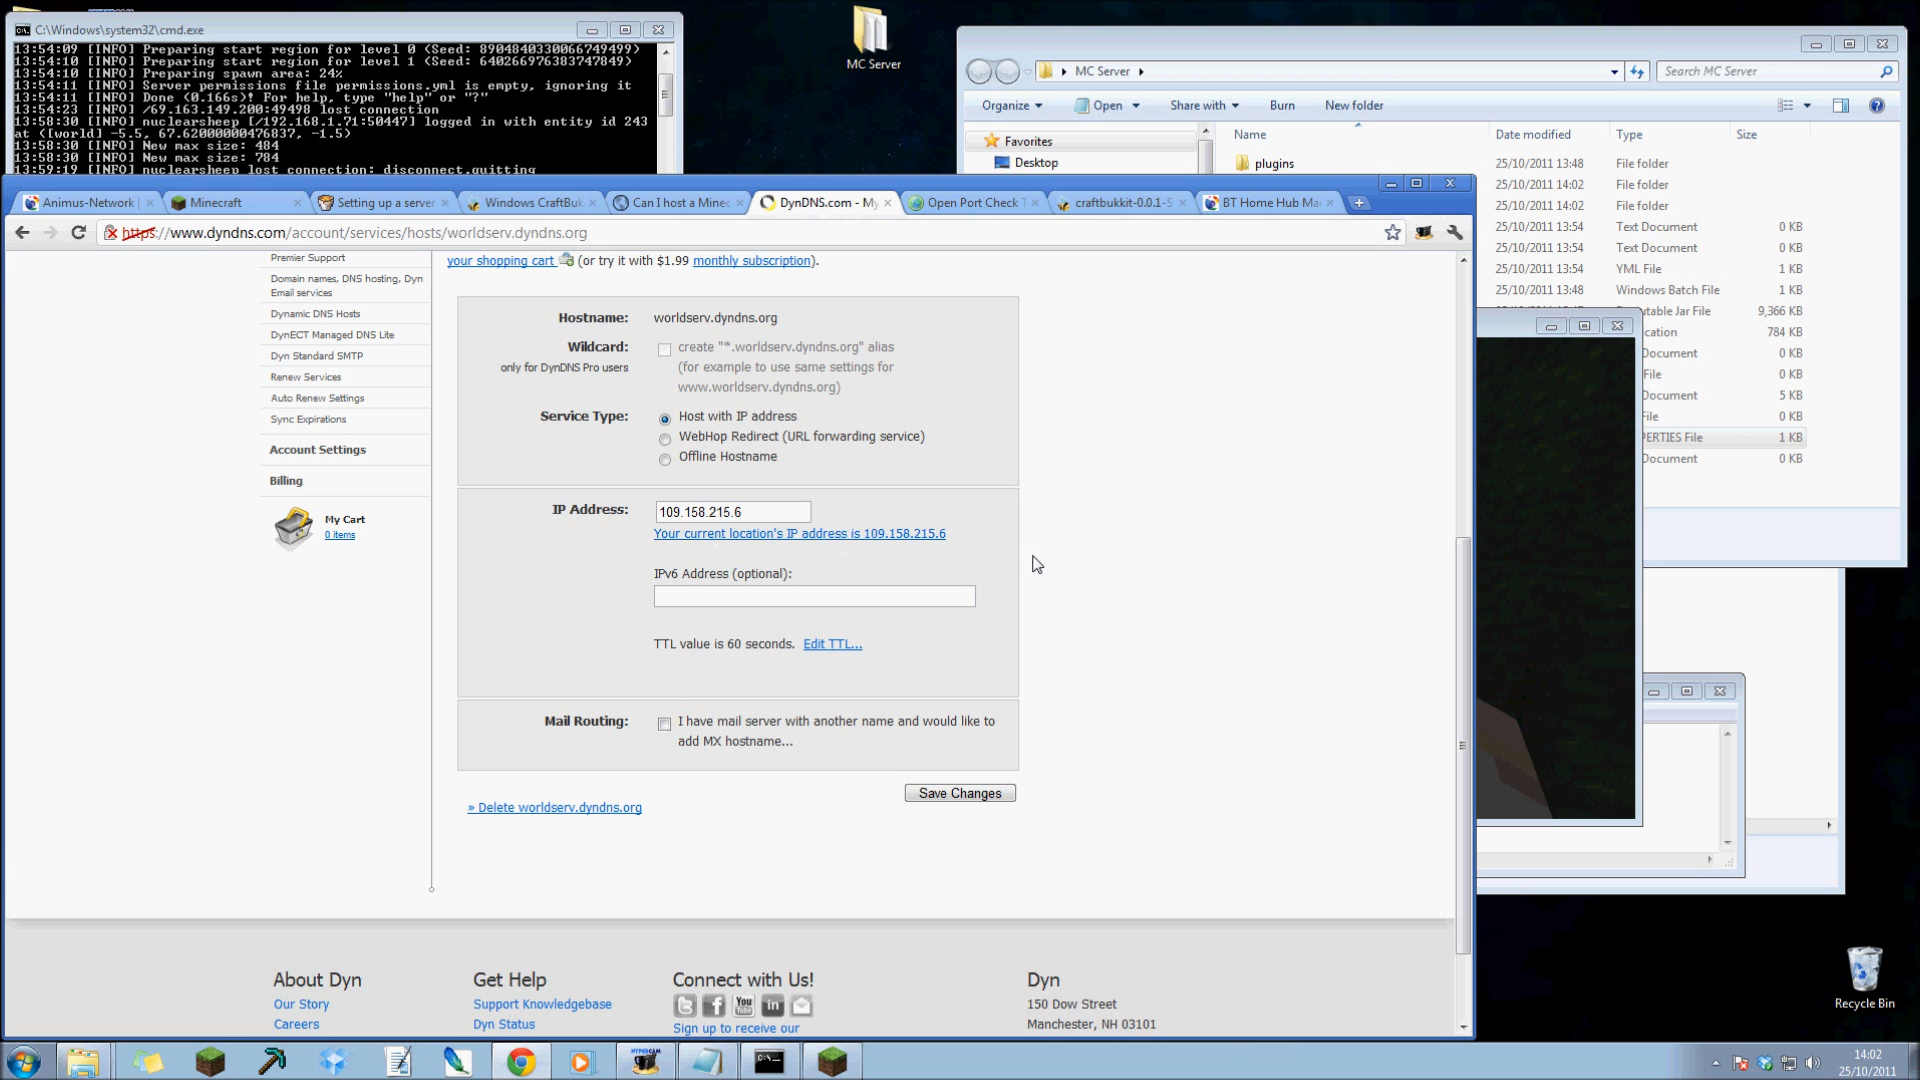 C:\Windows\system32\cmd.exe
13:54:09 [INFO] Preparing start region for level 0 (Seed: 8904840330066749499)
13:54:10 [INFO] Preparing start region for level 1 (Seed: 640266976383747849)
13:54:10 [INFO] Preparing spawn area: 24%
13:54:11 [INFO] Server permissions file permissions.yml is empty, ignoring it
13:54:11 [INFO] Done (0.166s)! For help, type "help" or "?"
13:54:23 [INFO] /69.163.149.200:49498 lost connection
13:58:30 [INFO] nuclearsheep [/192.168.1.71:50447] logged in with entity id 243
at ([world] -5.5, 67.62000000476837, -1.5)
13:58:30 [INFO] New max size: 484
13:58:30 [INFO] New max size: 784
13:59:19 [INFO] nuclearsheep lost connection: disconnect.quitting
MC Server
MC Server
Search MC Server
Organize
Open
Share with
Burn
New folder
Name
Date modified
Type
Size
Favorites
Desktop
plugins
25/10/2011 13:48 File folder
25/10/2011 14:02 File folder
25/10/2011 14:02 File folder
25/10/2011 13:54 Text Document 0 KB
25/10/2011 13:54 Text Document 0 KB
25/10/2011 13:54 YML File 1 KB
25/10/2011 13:48 Windows Batch File 1 KB
utable Jar File 9,366 KB
cation 784 KB
Document 0 KB
File 0 KB
Document 5 KB
File 0 KB
ERTIES File 1 KB
Document 0 KB
Animus-Network
Minecraft
Setting up a server
Windows CraftBuk
Can I host a Minec
DynDNS.com - My
Open Port Check T
craftbukkit-0.0.1-S
BT Home Hub Ma
https://www.dyndns.com/account/services/hosts/worldserv.dyndns.org
Premier Support
Domain names, DNS hosting, Dyn
Email services
Dynamic DNS Hosts
DynECT Managed DNS Lite
Dyn Standard SMTP
Renew Services
Auto Renew Settings
Sync Expirations
Account Settings
Billing
My Cart
0 items
your shopping cart (or try it with $1.99 monthly subscription).
Hostname: worldserv.dyndns.org
Wildcard: create "*.worldserv.dyndns.org" alias
only for DynDNS Pro users (for example to use same settings for
www.worldserv.dyndns.org)
Service Type: Host with IP address
WebHop Redirect (URL forwarding service)
Offline Hostname
IP Address: 109.158.215.6
Your current location's IP address is 109.158.215.6
IPv6 Address (optional):
TTL value is 60 seconds. Edit TTL...
Mail Routing: I have mail server with another name and would like to
add MX hostname...
Save Changes
» Delete worldserv.dyndns.org
About Dyn
Our Story
Careers
Get Help
Support Knowledgebase
Dyn Status
Connect with Us!
You
Tube
in
Sign up to receive our
Dyn
150 Dow Street
Manchester, NH 03101
Recycle Bin
HYPERCAM
C:\
14:02
25/10/2011